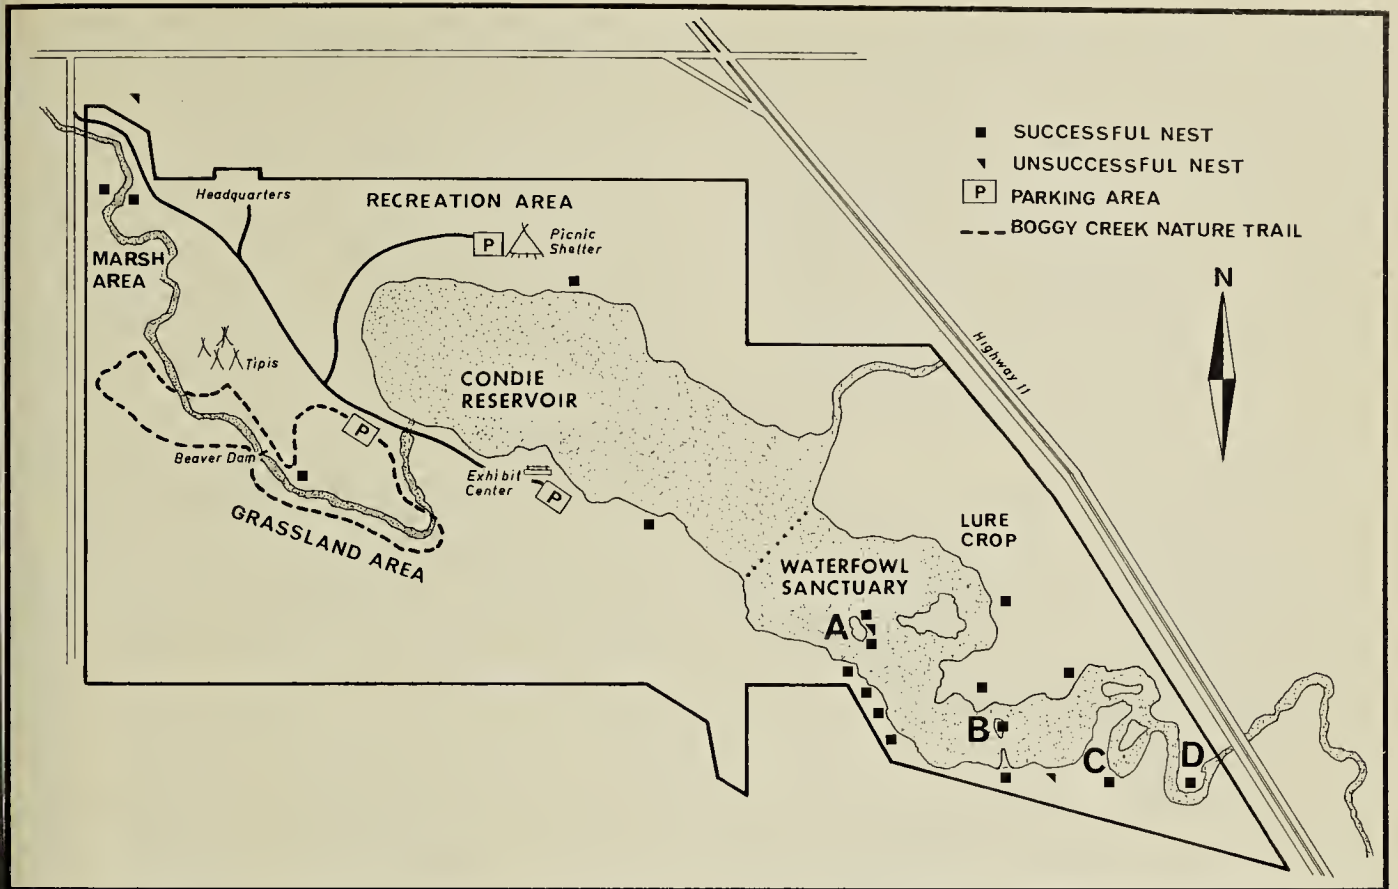 SUCCESSFUL NEST
UNSUCCESSFUL NEST
P PARKING AREA
BOGGY CREEK NATURE TRAIL
N
Headquarters
RECREATION AREA
P
Picnic
Shelter
MARSH
AREA
Tipis
CONDIE
RESERVOIR
Highway 11
P
Beaver Dam
Exhibit
Center
P
GRASSLAND AREA
LURE
CROP
WATERFOWL
SANCTUARY
A
B
C
D